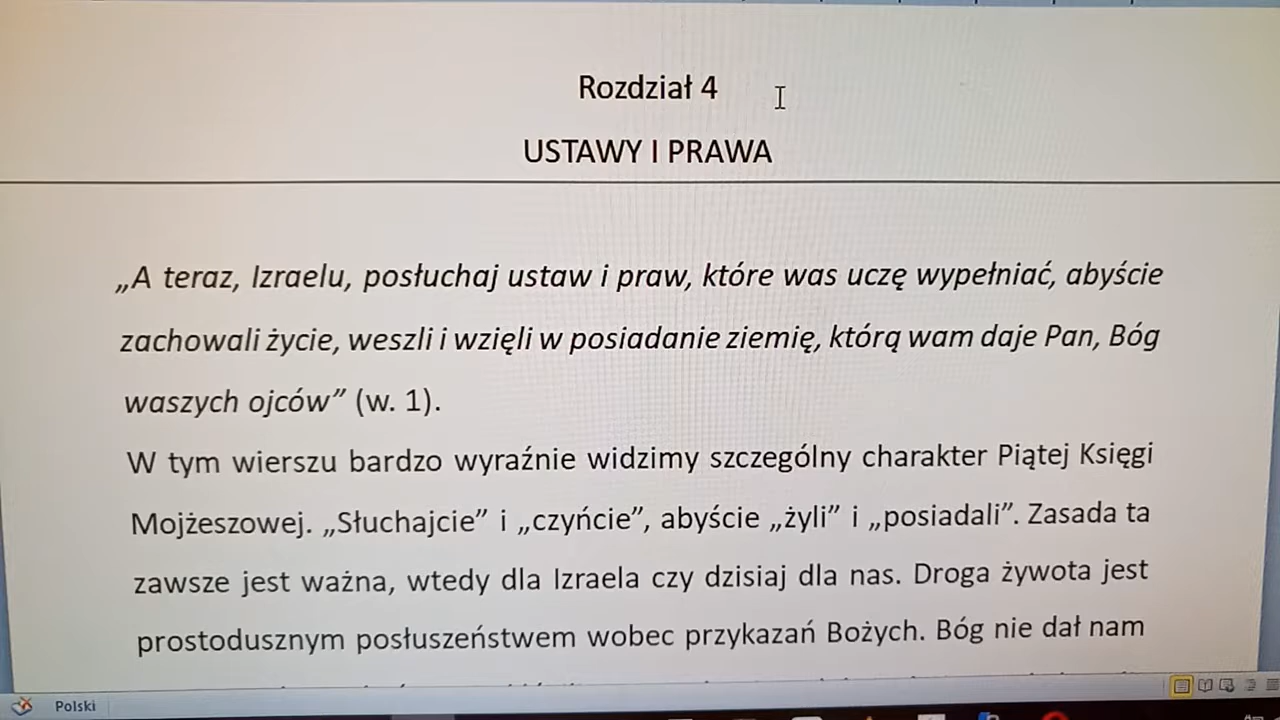 Rozdział 4
USTAWY I PRAWA
„A teraz, Izraelu, posłuchaj ustaw i praw, które was uczę wypełniać, abyście
zachowali życie, weszli i wzięli w posiadanie ziemię, którą wam daje Pan, Bóg
waszych ojców” (w. 1).
W tym wierszu bardzo wyraźnie widzimy szczególny charakter Piątej Księgi
Mojżeszowej. „Słuchajcie” i „czyńcie”, abyście „żyli” i „posiadali”. Zasada ta
zawsze jest ważna, wtedy dla Izraela czy dzisiaj dla nas. Droga żywota jest
prostodusznym posłuszeństwem wobec przykazań Bożych. Bóg nie dał nam
Polski